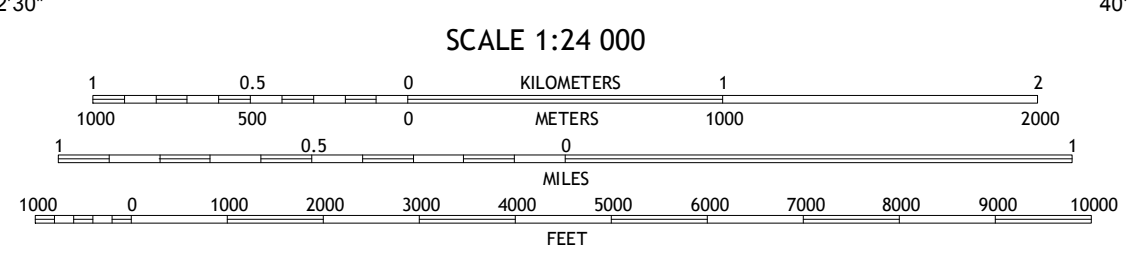 2'30" 40°
SCALE 1:24 000
1 0.5 0 KILOMETERS 1 2
1000 500 0 METERS 1000 2000
1 0.5 0 1
MILES
1000 0 1000 2000 3000 4000 5000 6000 7000 8000 9000 10000
FEET